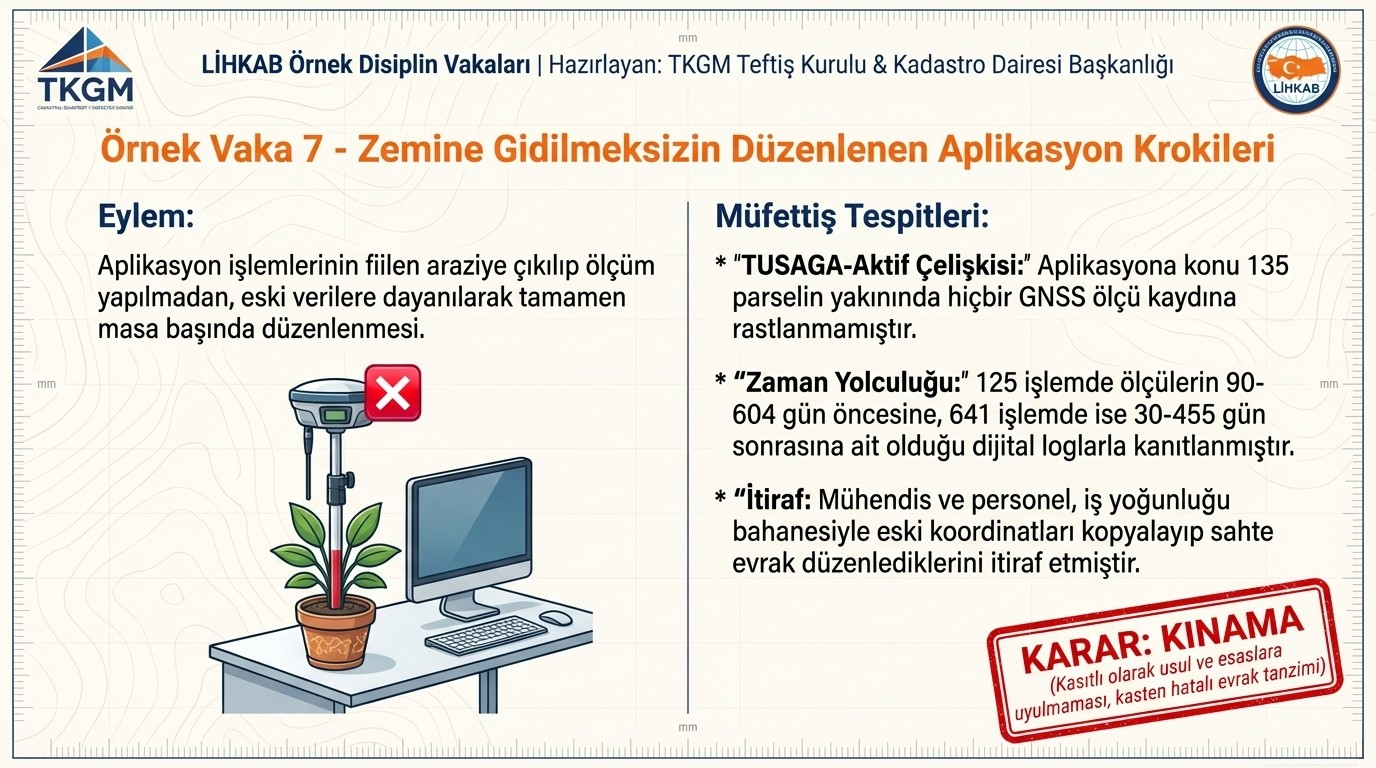 LİHKAB Örnek Disiplin Vakaları | Hazırlayan: TKGM Teftiş Kurulu & Kadastro Dairesi Başkanlığı
TKGM
LİHKAB
Örnek Vaka 7 - Zemine Gidilmeksizin Düzenlenen Aplikasyon Krokileri
Eylem:
Aplikasyon işlemlerinin fiilen araziye çıkılıp ölçüm
yapılmadan, eski verilere dayanılarak tamamen
masa başında düzenlenmesi.
Müfettiş Tespitleri:
* "TUSAGA-Aktif Çelişkisi:" Aplikasyona konu 135
parselin yakınında hiçbir GNSS ölçü kaydına
rastlanmamıştır.
* “Zaman Yolculuğu:" 125 işlemde ölçülerin 90-
604 gün öncesine, 641 işlemde ise 30-455 gün
sonrasına ait olduğu dijital loglarla kanıtlanmıştır.
* “İtiraf: Mühendis ve personel, iş yoğunluğu
bahanesiyle eski koordinatları kopyalayıp sahte
evrak düzenlediklerini itiraf etmiştir.
KARAR: KINAMA
(Kasıtlı olarak usul ve esaslara
uyulmaması, kasten hatalı evrak tanzimi)
mm
mm
mm
mm